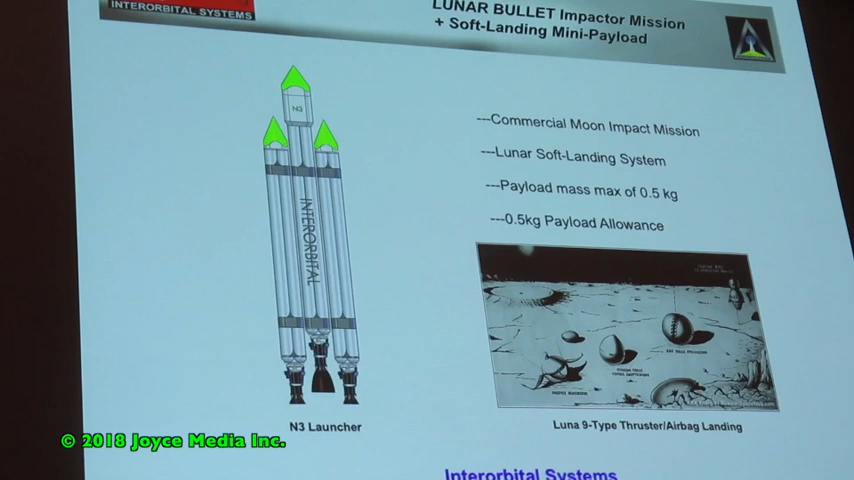 INTERORBITAL SYSTEMS
LUNAR BULLET Impactor Mission
+ Soft-Landing Mini-Payload
---Commercial Moon Impact Mission
---Lunar Soft-Landing System
---Payload mass max of 0.5 kg
---0.5kg Payload Allowance
N3
INTERORBITAL
N3 Launcher
Luna 9-Type Thruster/Airbag Landing
© 2018 Joyce Media Inc.
Interorbital Systems